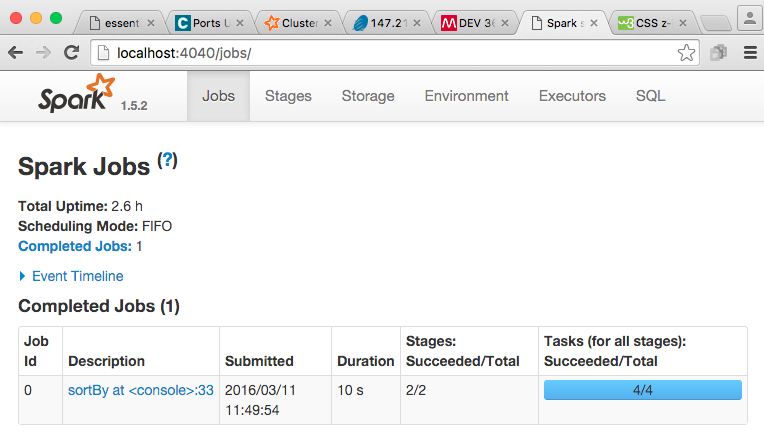 essent
Ports U
Cluster
147.21
DEV 36
Spark s
CSS z-
localhost:4040/jobs/
Spark 1.5.2 Jobs Stages Storage Environment Executors SQL
Spark Jobs (?)
Total Uptime: 2.6 h
Scheduling Mode: FIFO
Completed Jobs: 1
Event Timeline
Completed Jobs (1)
Job Id
Description
Submitted
Duration
Stages: Succeeded/Total
Tasks (for all stages): Succeeded/Total
0
sortBy at <console>:33
2016/03/11 11:49:54
10 s
2/2
4/4